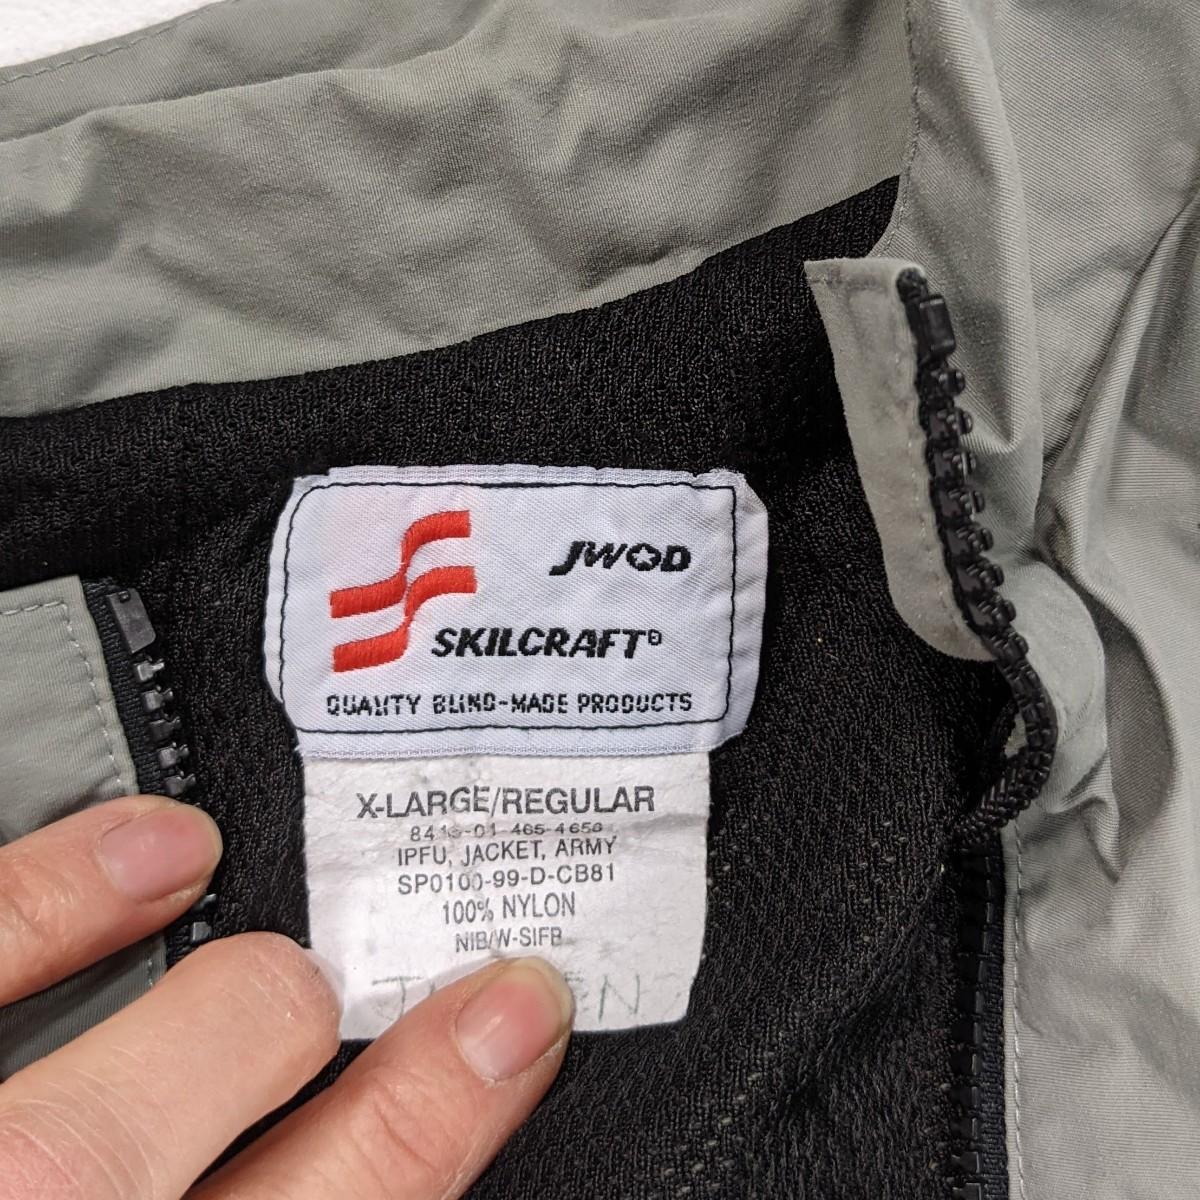 JWOD
SKILCRAFT®
QUALITY BLIND-MADE PRODUCTS
X-LARGE/REGULAR
IPFU, JACKET, ARMY
SP0100-99-D-CB81
100% NYLON
NIB/W-SIFB